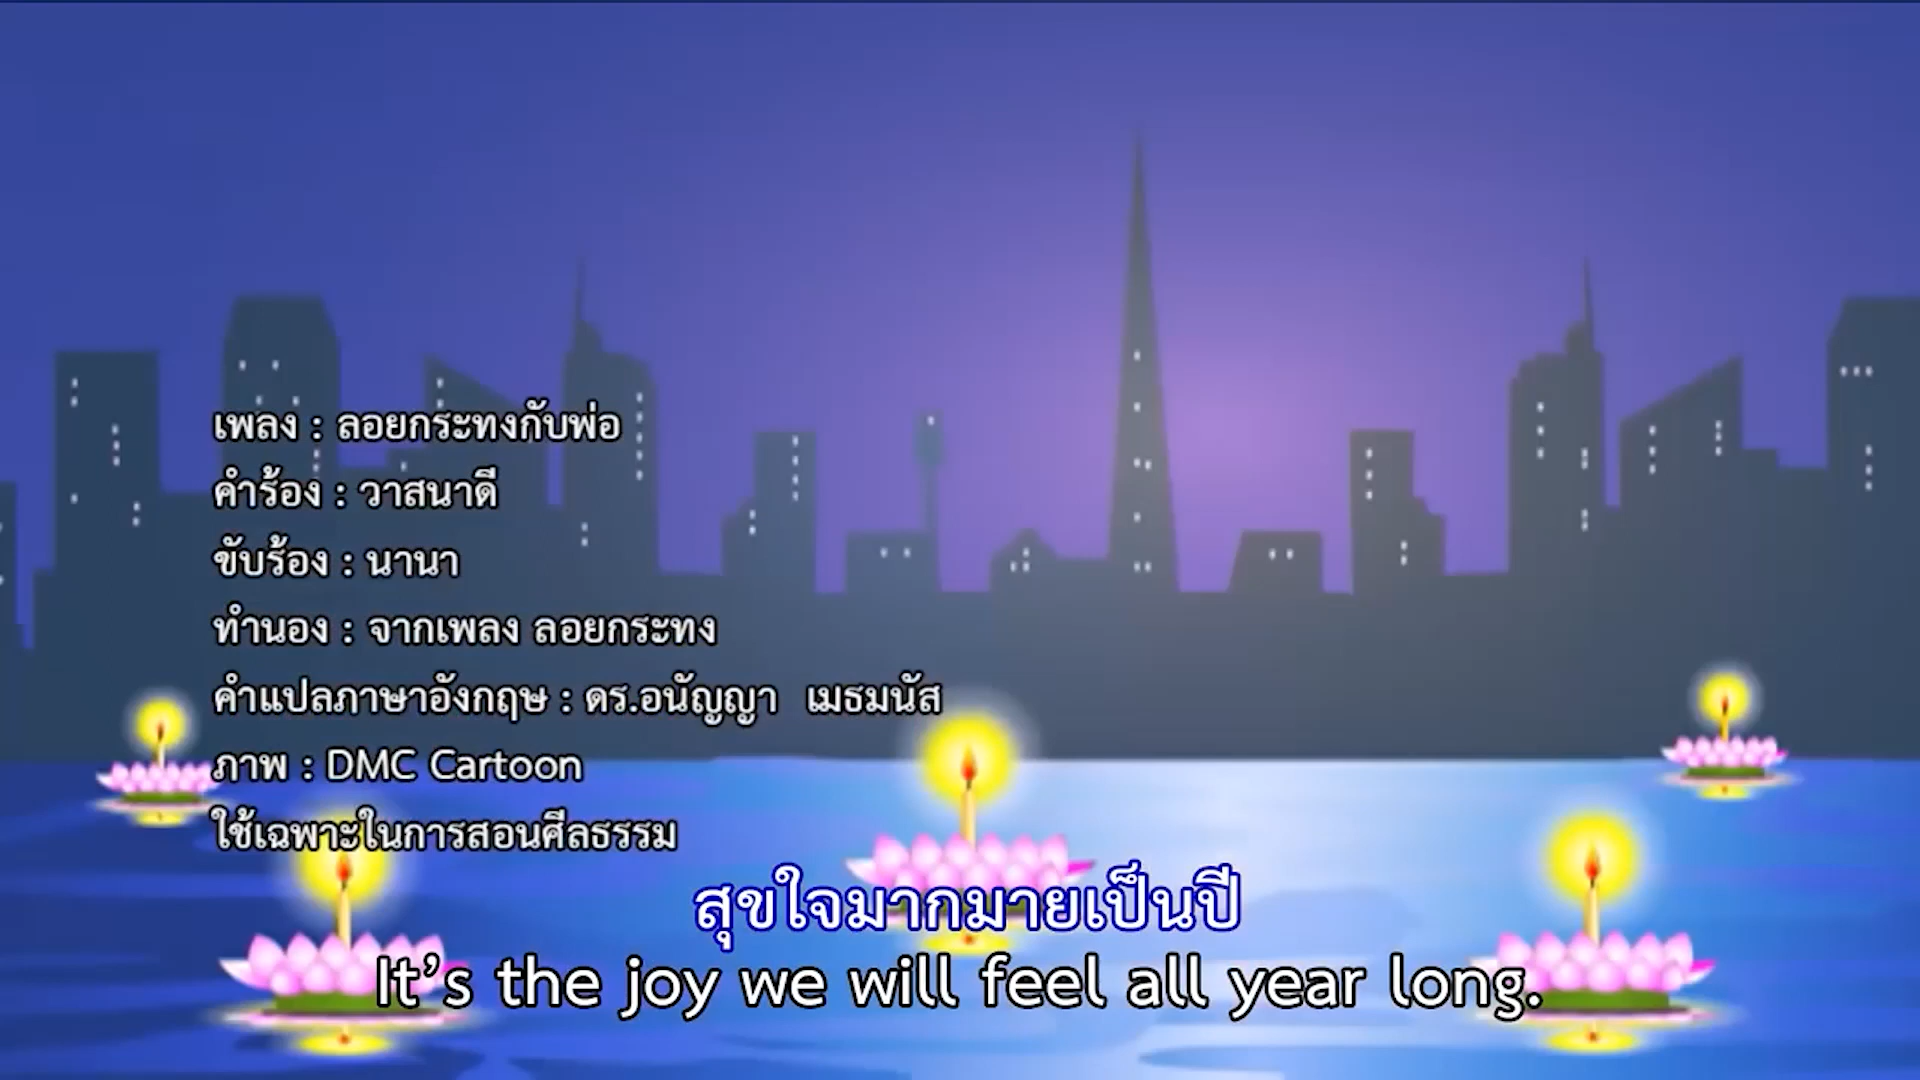 เพลง : ลอยกระทงกับพ่อ
คำร้อง : วาสนาดี
ขับร้อง : นานา
ทำนอง : จากเพลง ลอยกระทง
คำแปลภาษาอังกฤษ : ดร.อนัญญา เมธมนัส
ภาพ : DMC Cartoon
ใช้เฉพาะในการสอนศีลธรรม
สุขใจมากมายเป็นปี
It’s the joy we will feel all year long.